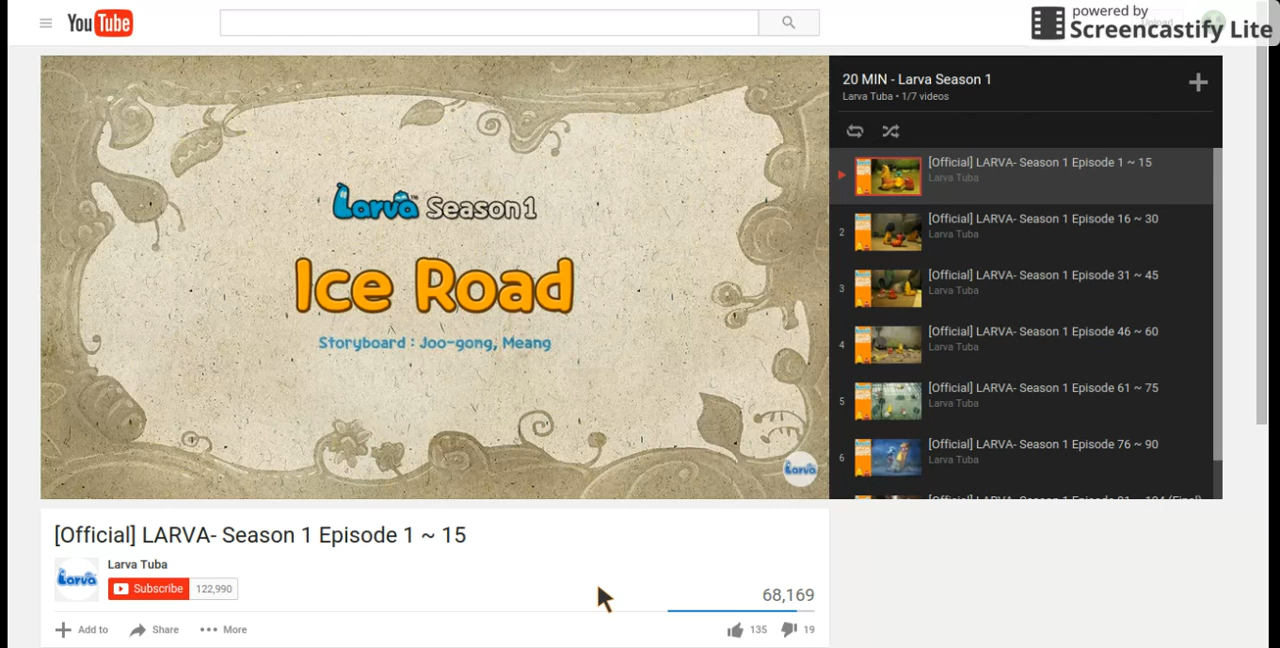 YouTube
powered by
Screencastify Lite
Larva™ Season 1
Ice Road
Storyboard : Joo-gong, Meang
Larva
20 MIN - Larva Season 1
Larva Tuba • 1/7 videos
[Official] LARVA- Season 1 Episode 1 ~ 15
Larva Tuba
2
[Official] LARVA- Season 1 Episode 16 ~ 30
Larva Tuba
3
[Official] LARVA- Season 1 Episode 31 ~ 45
Larva Tuba
4
[Official] LARVA- Season 1 Episode 46 ~ 60
Larva Tuba
5
[Official] LARVA- Season 1 Episode 61 ~ 75
Larva Tuba
6
[Official] LARVA- Season 1 Episode 76 ~ 90
Larva Tuba
[Official] LARVA- Season 1 Episode 1 ~ 15
Larva
Larva Tuba
Subscribe 122,990
68,169
Add to Share More 135 19